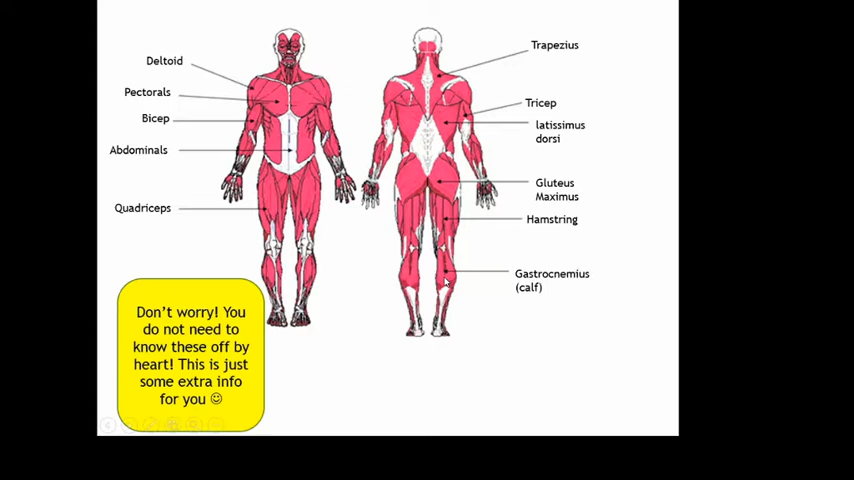 Deltoid
Pectorals
Bicep
Abdominals
Quadriceps
Trapezius
Tricep
latissimus
dorsi
Gluteus
Maximus
Hamstring
Gastrocnemius
(calf)
Don't worry! You
do not need to
know these off by
heart! This is just
some extra info
for you ☺